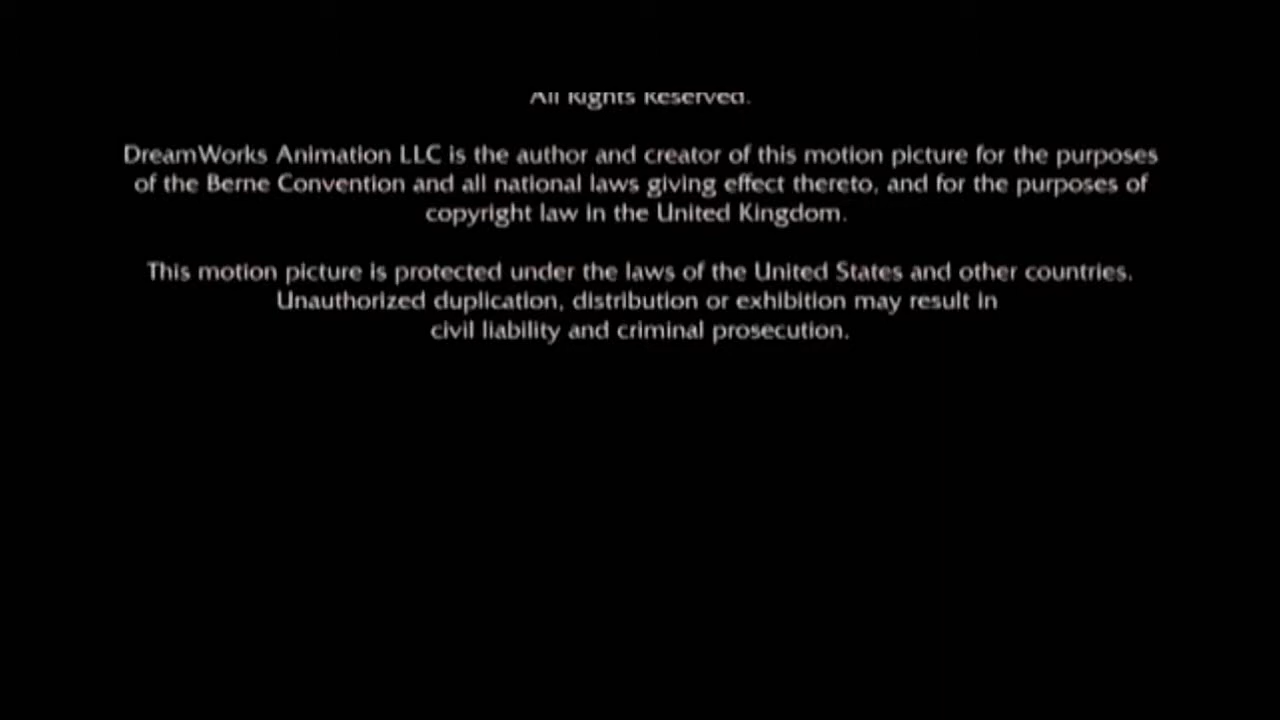 All Rights Reserved.
DreamWorks Animation LLC is the author and creator of this motion picture for the purposes
of the Berne Convention and all national laws giving effect thereto, and for the purposes of
copyright law in the United Kingdom.
This motion picture is protected under the laws of the United States and other countries.
Unauthorized duplication, distribution or exhibition may result in
civil liability and criminal prosecution.